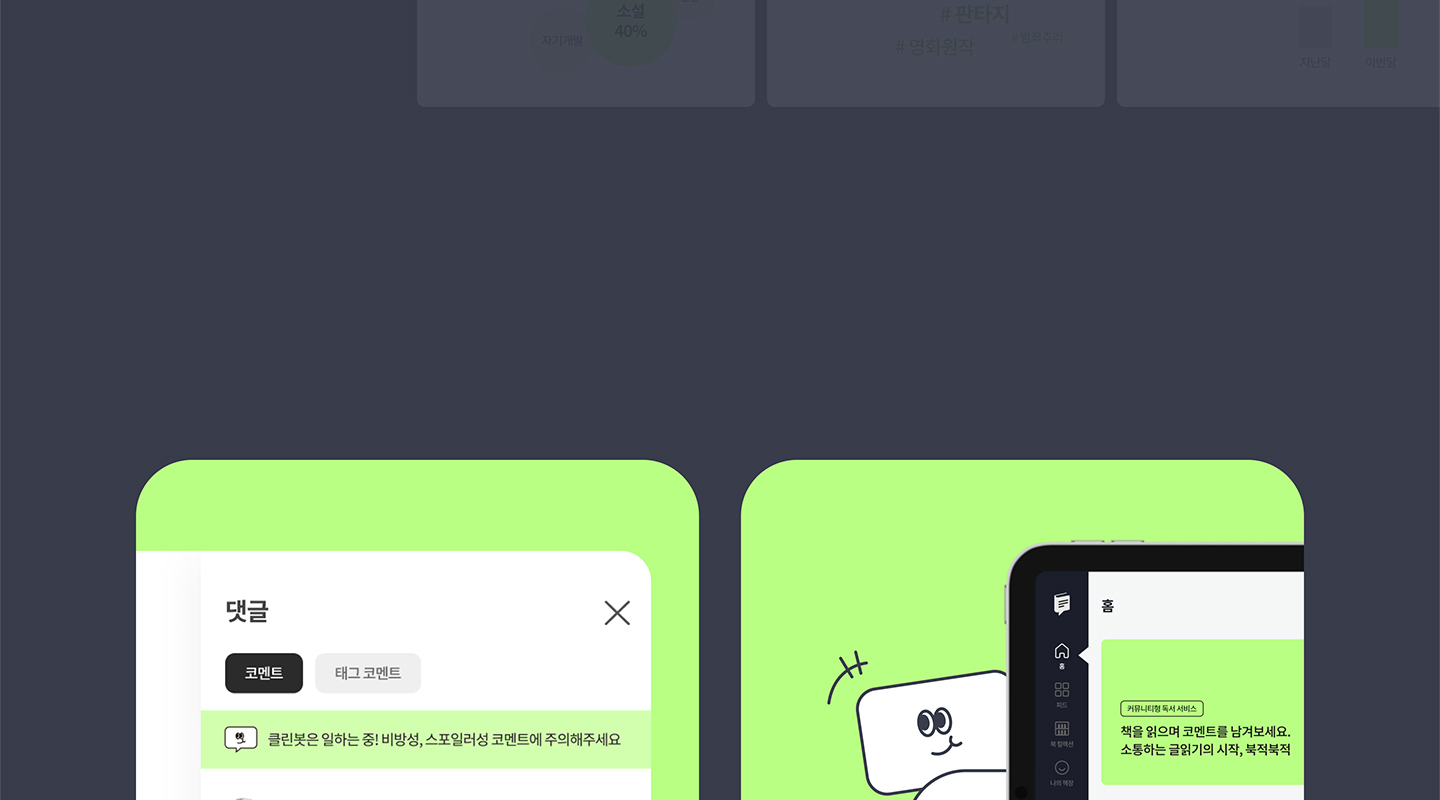 소설
40%
자기개발
# 판타지
# 영화원작
지난달
이번달
댓글
코멘트
태그 코멘트
클린봇은 일하는 중! 비방성, 스포일러성 코멘트에 주의해주세요
홈
홈
피드
북 컬렉션
나의 책장
커뮤니티형 독서 서비스
책을 읽으며 코멘트를 남겨보세요.
소통하는 글읽기의 시작, 북적북적